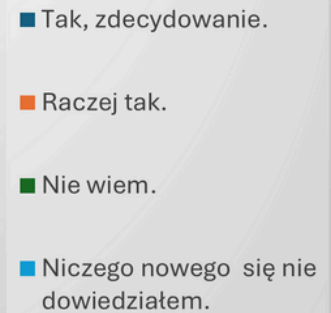 Tak, zdecydowanie.
Raczej tak.
Nie wiem.
Niczego nowego się nie
dowiedziałem.